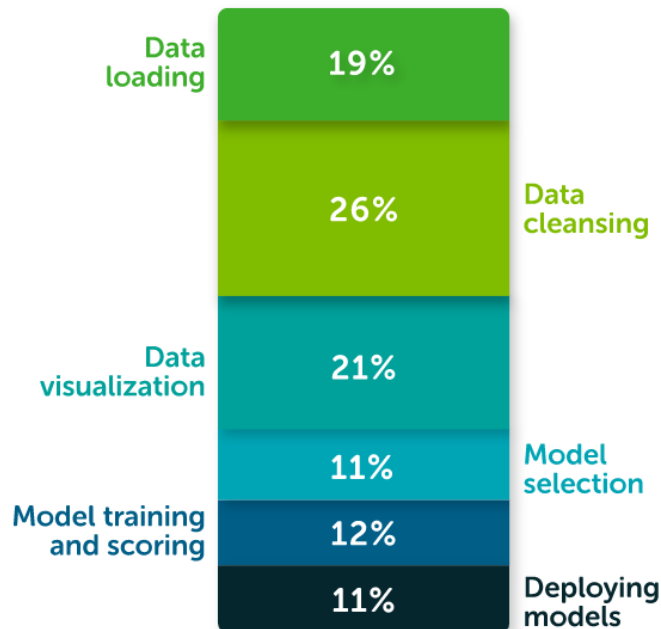 Data
loading
19%
26%
Data
cleansing
Data
visualization
21%
11%
Model
selection
Model training
and scoring
12%
11%
Deploying
models